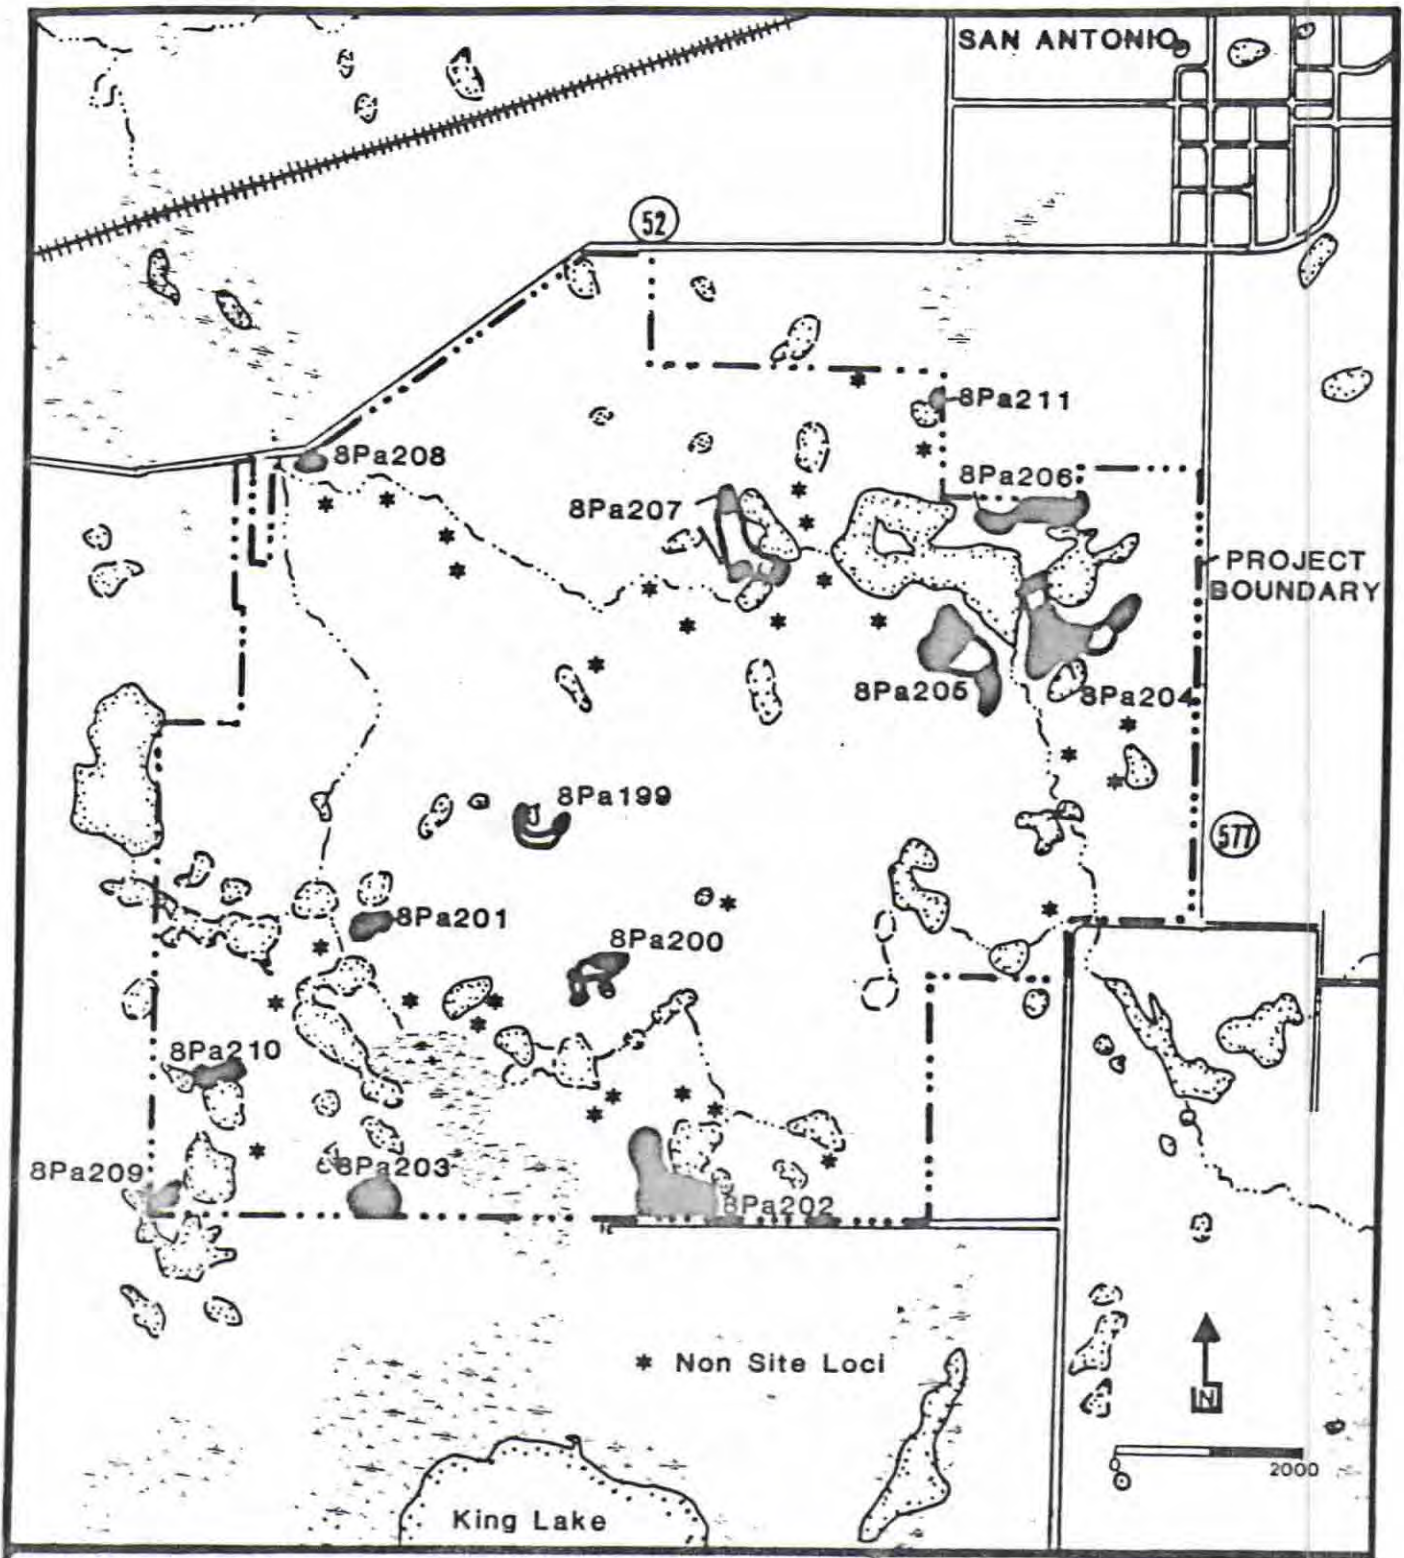 SAN ANTONIO
52
8Pa211
8Pa208
8Pa206
8Pa207
PROJECT
BOUNDARY
8Pa205
8Pa204
8Pa199
577
8Pa201
8Pa200
8Pa210
8Pa209
8Pa203
8Pa202
* Non Site Loci
N
0 2000
King Lake